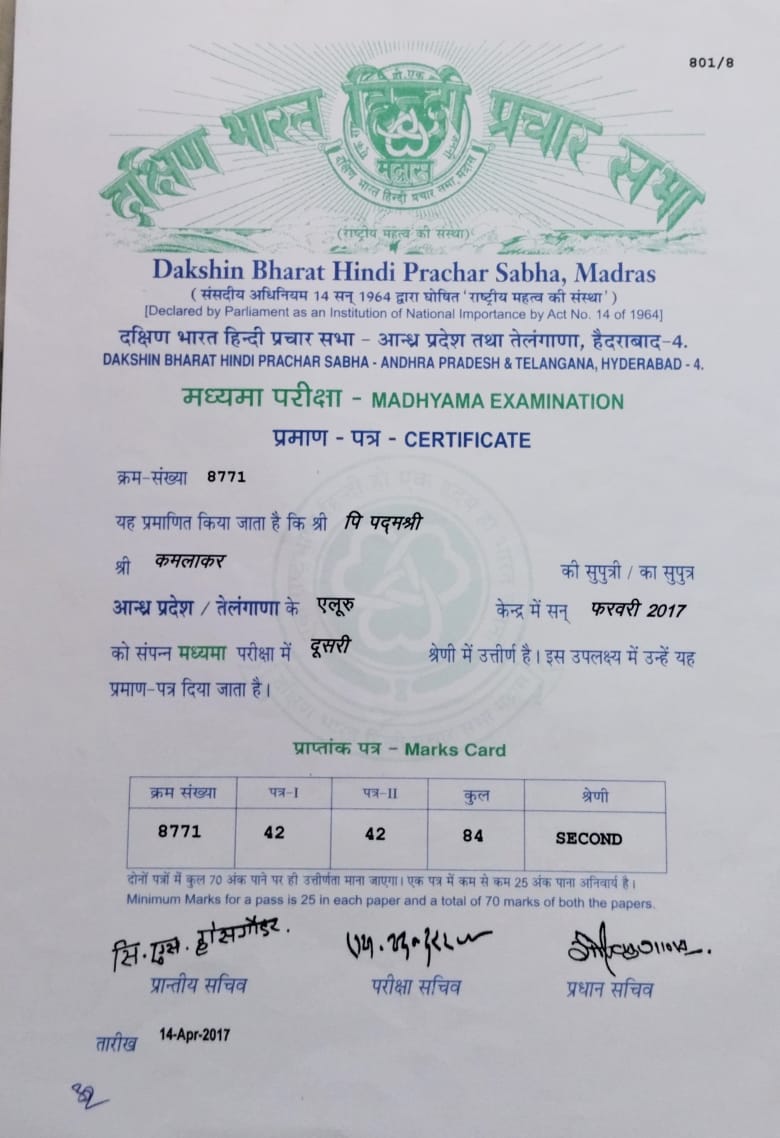 801/8
दक्षिण भारत हिन्दी प्रचार सभा
मद्रास
दक्षिण भारत हिन्दी प्रचार सभा, मद्रास
(राष्ट्रीय महत्व की संस्था)
Dakshin Bharat Hindi Prachar Sabha, Madras
( संसदीय अधिनियम 14 सन् 1964 द्वारा घोषित ' राष्ट्रीय महत्व की संस्था ' )
[Declared by Parliament as an Institution of National Importance by Act No. 14 of 1964]
दक्षिण भारत हिन्दी प्रचार सभा - आन्ध्र प्रदेश तथा तेलंगाणा, हैदराबाद-4.
DAKSHIN BHARAT HINDI PRACHAR SABHA - ANDHRA PRADESH & TELANGANA, HYDERABAD - 4.
मध्यमा परीक्षा - MADHYAMA EXAMINATION
प्रमाण - पत्र - CERTIFICATE
क्रम-संख्या 8771
यह प्रमाणित किया जाता है कि श्री पि पद्मश्री
श्री कमलाकर की सुपुत्री / का सुपुत्र
आन्ध्र प्रदेश / तेलंगाणा के एलूरु केन्द्र में सन् फरवरी 2017
को संपन्न मध्यमा परीक्षा में दूसरी श्रेणी में उत्तीर्ण है। इस उपलक्ष्य में उन्हें यह
प्रमाण-पत्र दिया जाता है।
प्राप्तांक पत्र - Marks Card
क्रम संख्या पत्र-I पत्र-II कुल श्रेणी
8771 42 42 84 SECOND
दोनों पत्रों में कुल 70 अंक पाने पर ही उत्तीर्णता माना जाएगा। एक पत्र में कम से कम 25 अंक पाना अनिवार्य है।
Minimum Marks for a pass is 25 in each paper and a total of 70 marks of both the papers.
प्रान्तीय सचिव परीक्षा सचिव प्रधान सचिव
तारीख 14-Apr-2017